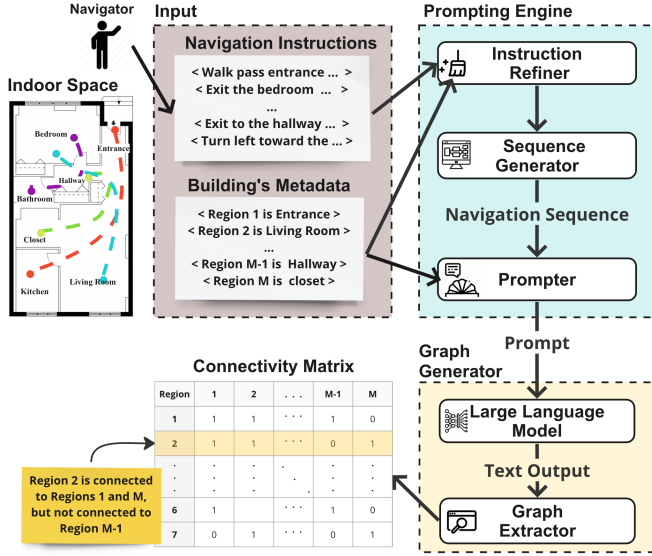 Navigator
Indoor Space
Bedroom
Entrance
Hallway
Bathroom
Closet
Living Room
Kitchen
Input
Navigation Instructions
< Walk pass entrance ... >
< Exit the bedroom ... >
...
< Exit to the hallway ... >
< Turn left toward the ... >
Building's Metadata
< Region 1 is Entrance >
< Region 2 is Living Room >
...
< Region M-1 is Hallway >
< Region M is closet >
Prompting Engine
Instruction
Refiner
Sequence
Generator
Navigation Sequence
Prompter
Prompt
Graph
Generator
Large Language
Model
Text Output
Graph
Extractor
Connectivity Matrix
Region 1 2 . . . M-1 M
1 1 1 . . . 1 0
2 1 1 . . . 0 1
. . . . . .
. . . . . .
. . . . . .
6 1 . . . 1 0
7 0 1 . . . 0 1
Region 2 is connected
to Regions 1 and M,
but not connected to
Region M-1